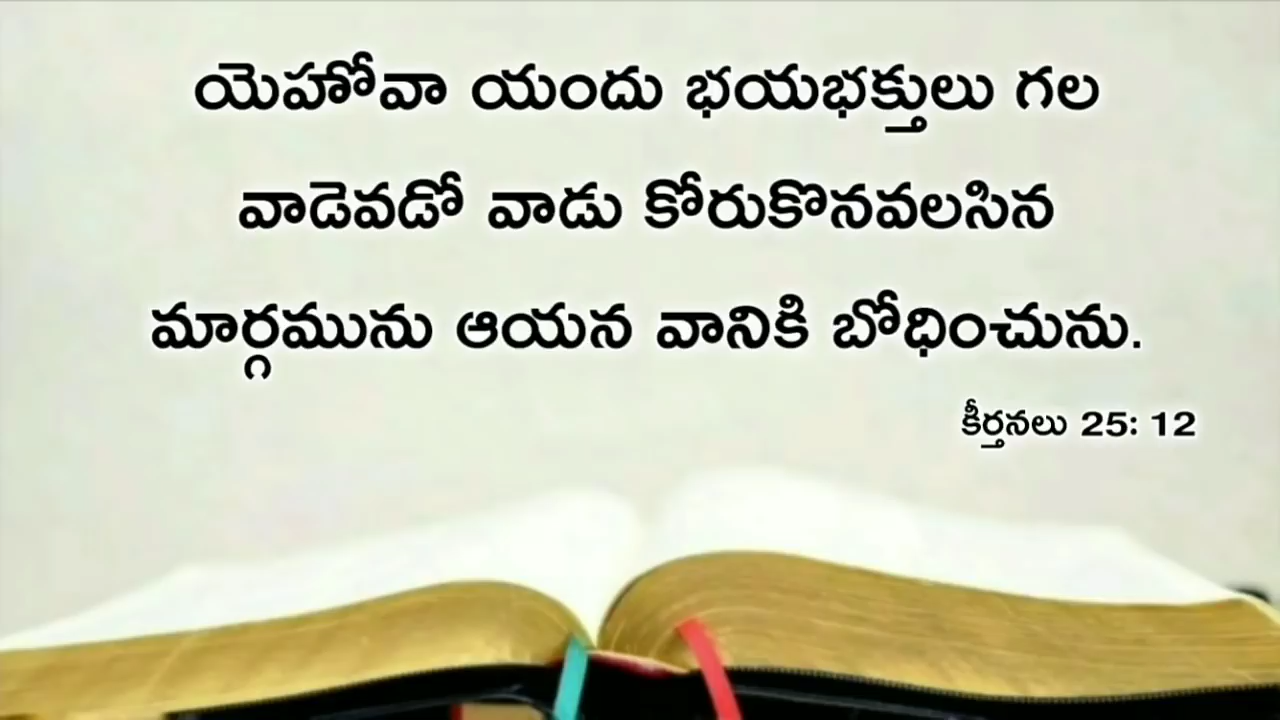 యెహోవా యందు భయభక్తులు గల
వాడెవడో వాడు కోరుకొనవలసిన
మార్గమును ఆయన వానికి బోధించును.
కీర్తనలు 25: 12